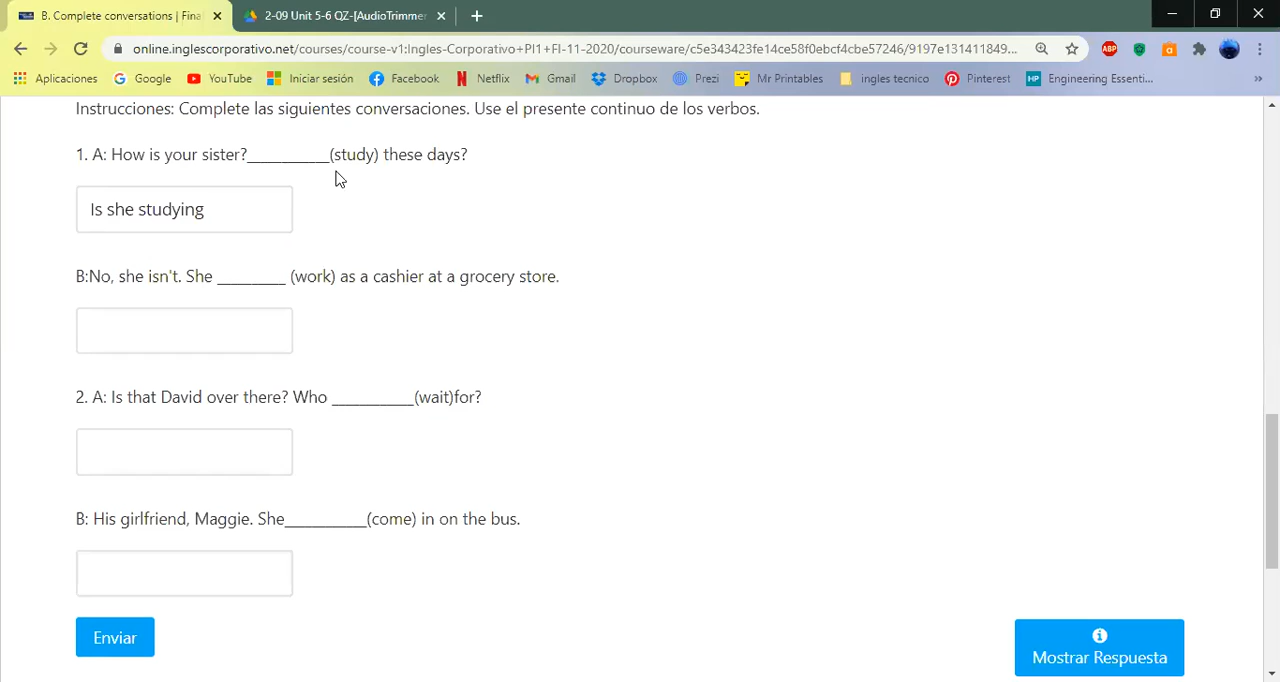 B. Complete conversations | Fina
2-09 Unit 5-6 QZ-[AudioTrimmer
online.inglescorporativo.net/courses/course-v1:Ingles-Corporativo+PI1+FI-11-2020/courseware/c5e343423fe14ce58f0ebcf4cbe57246/9197e131411849...
ABP
a
Aplicaciones
Google
YouTube
Iniciar sesión
Facebook
Netflix
Gmail
Dropbox
Prezi
Mr Printables
ingles tecnico
Pinterest
HP Engineering Essenti...
»
Instrucciones: Complete las siguientes conversaciones. Use el presente continuo de los verbos.
1. A: How is your sister?__________(study) these days?
Is she studying
B:No, she isn't. She ________ (work) as a cashier at a grocery store.
2. A: Is that David over there? Who __________(wait)for?
B: His girlfriend, Maggie. She__________(come) in on the bus.
Enviar
Mostrar Respuesta